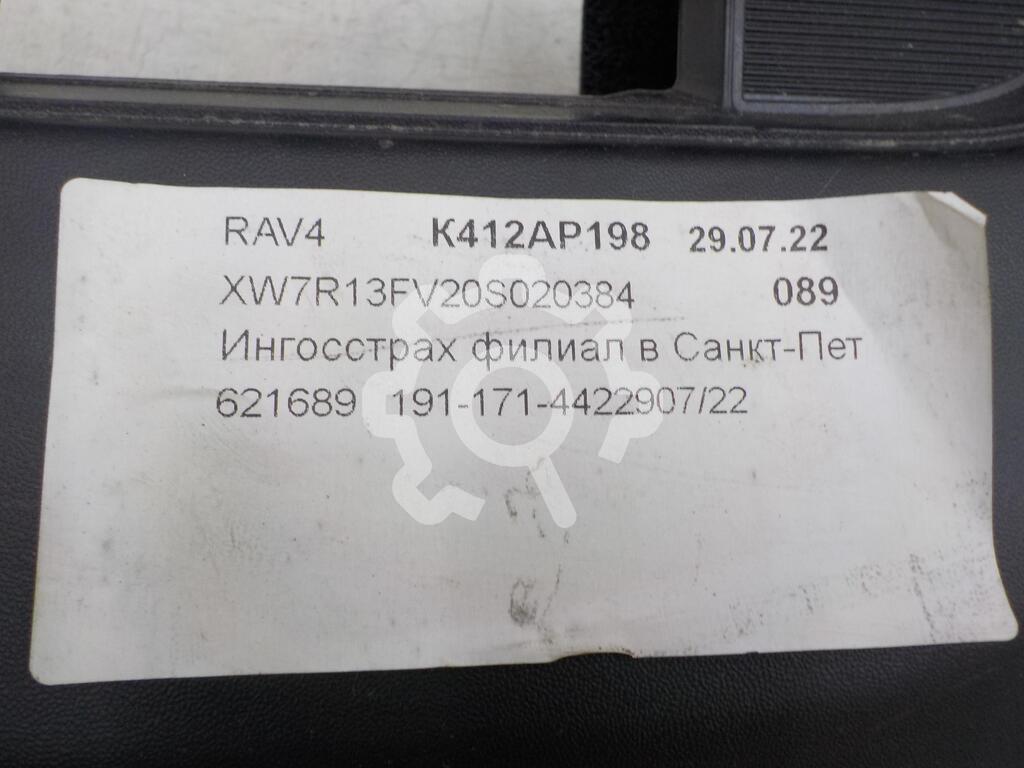 RAV4 К412АР198 29.07.22
XW7R13FV20S020384 089
Ингосстрах филиал в Санкт-Пет
621689 191-171-4422907/22